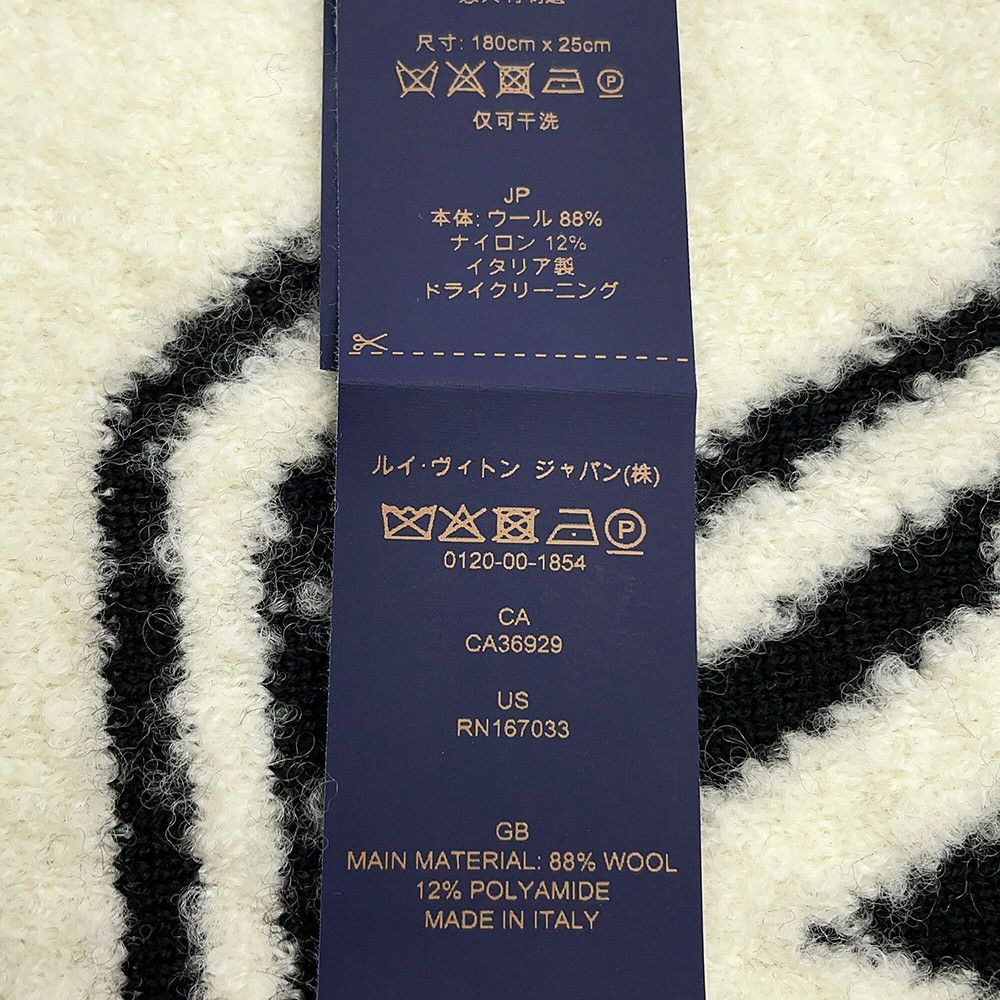 尺寸: 180cm x 25cm
P
仅可干洗
JP
本体: ウール 88%
ナイロン 12%
イタリア製
ドライクリーニング
ルイ·ヴィトン ジャパン(株)
P
0120-00-1854
CA
CA36929
US
RN167033
GB
MAIN MATERIAL: 88% WOOL
12% POLYAMIDE
MADE IN ITALY